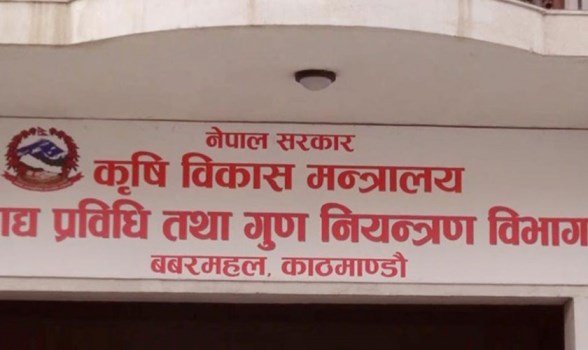 नेपाल सरकार
कृषि विकास मन्त्रालय
ाद्य प्रविधि तथा गुण नियन्त्रण विभाग
बबरमहल, काठमाण्डौ